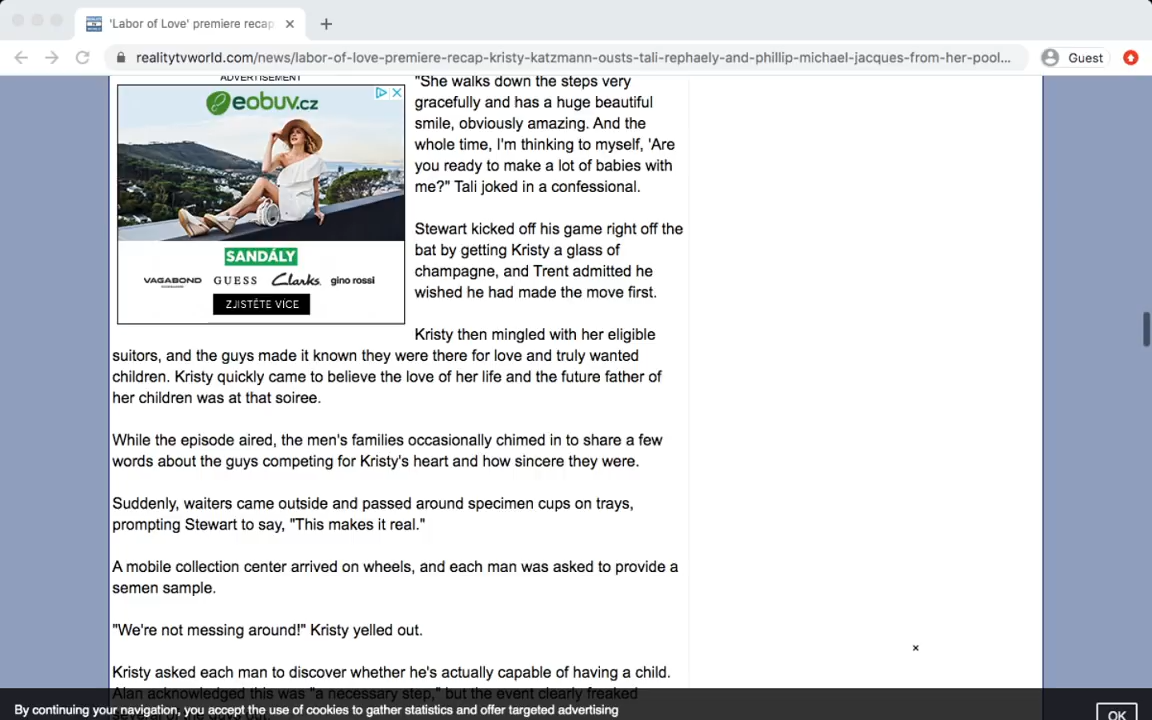 'Labor of Love' premiere recap
realitytvworld.com/news/labor-of-love-premiere-recap-kristy-katzmann-ousts-tali-rephaely-and-phillip-michael-jacques-from-her-pool...
Guest
ADVERTISEMENT
eobuv.cz
SANDÁLY
VAGABOND GUESS Clarks gino rossi
ZJISTĚTE VÍCE
"She walks down the steps very
gracefully and has a huge beautiful
smile, obviously amazing. And the
whole time, I'm thinking to myself, 'Are
you ready to make a lot of babies with
me?" Tali joked in a confessional.
Stewart kicked off his game right off the
bat by getting Kristy a glass of
champagne, and Trent admitted he
wished he had made the move first.
Kristy then mingled with her eligible
suitors, and the guys made it known they were there for love and truly wanted
children. Kristy quickly came to believe the love of her life and the future father of
her children was at that soiree.
While the episode aired, the men's families occasionally chimed in to share a few
words about the guys competing for Kristy's heart and how sincere they were.
Suddenly, waiters came outside and passed around specimen cups on trays,
prompting Stewart to say, "This makes it real."
A mobile collection center arrived on wheels, and each man was asked to provide a
semen sample.
"We're not messing around!" Kristy yelled out.
Kristy asked each man to discover whether he's actually capable of having a child.
Alan acknowledged this was "a necessary step," but the event clearly freaked
By continuing your navigation, you accept the use of cookies to gather statistics and offer targeted advertising
OK